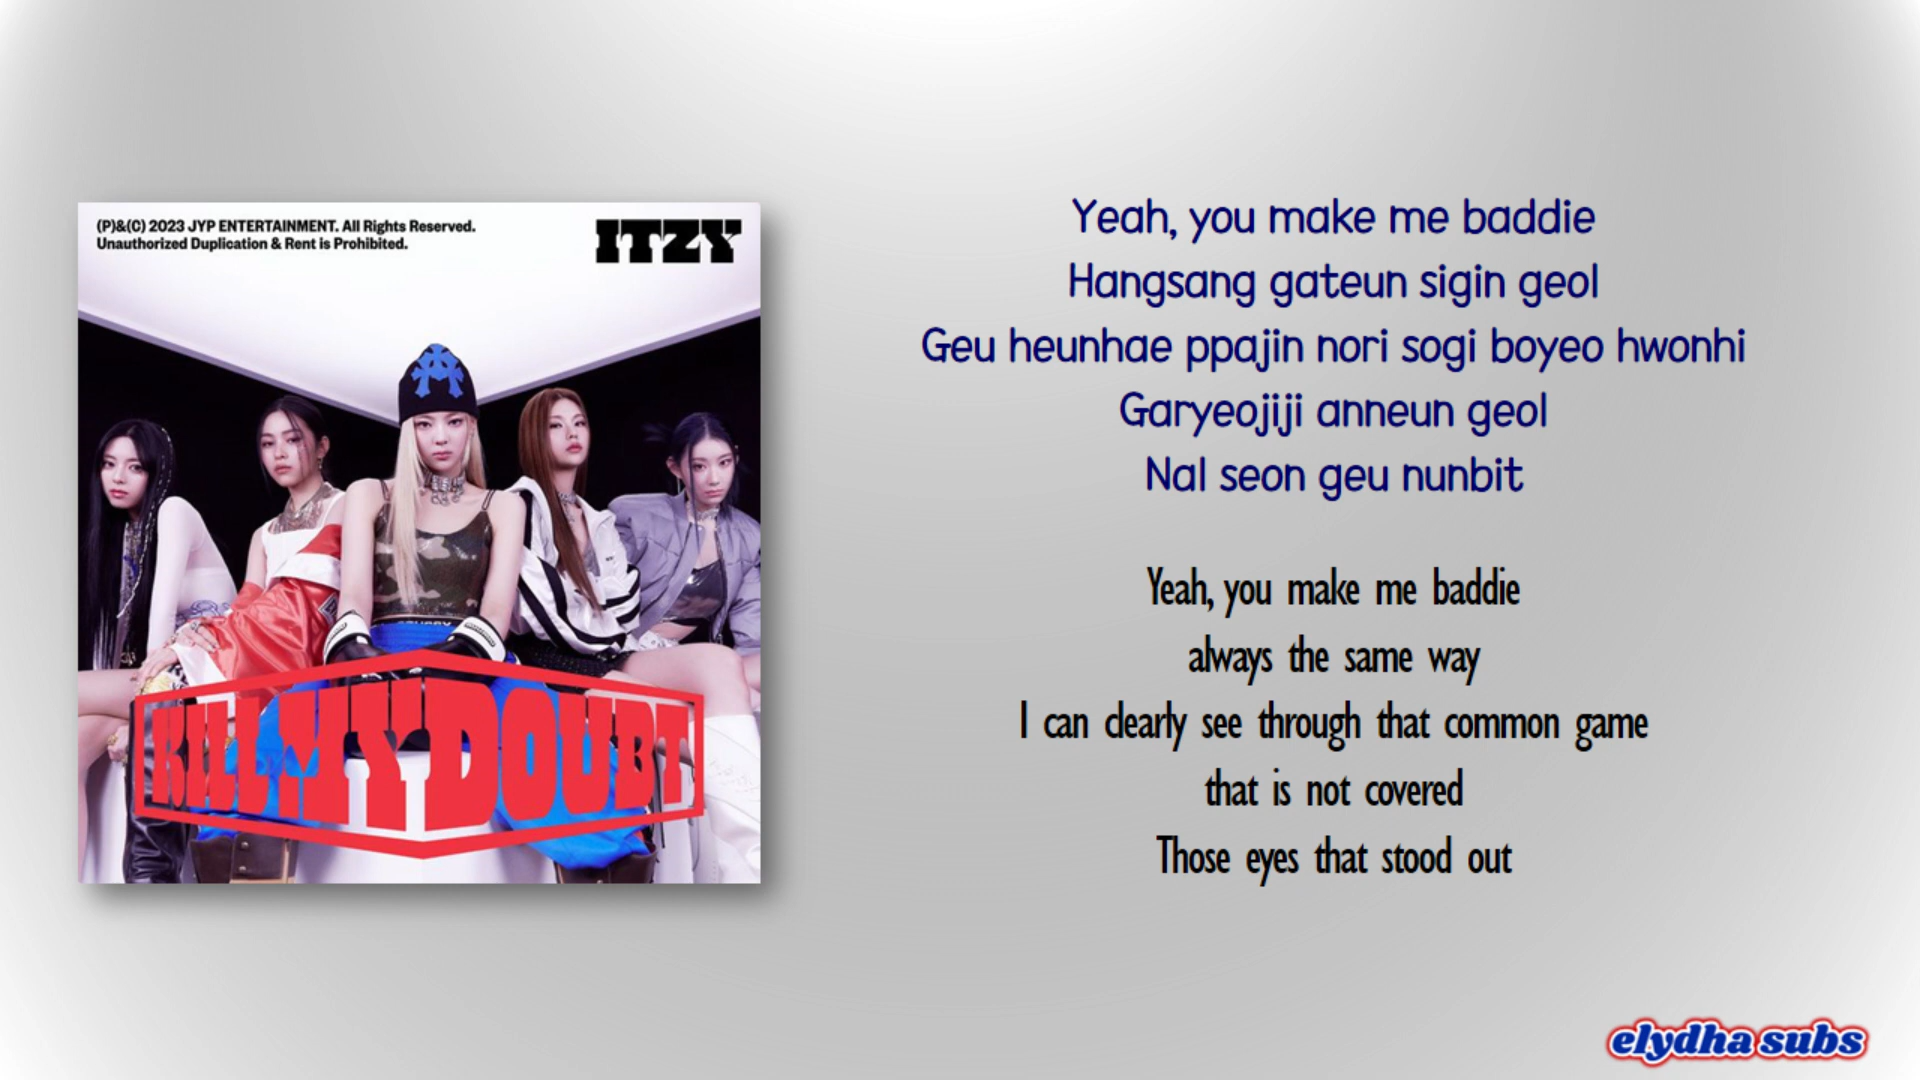 (P)&(C) 2023 JYP ENTERTAINMENT. All Rights Reserved.
Unauthorized Duplication & Rent is Prohibited.
ITZY
KILL MY DOUBT
Yeah, you make me baddie
Hangsang gateun sigin geol
Geu heunhae ppajin nori sogi boyeo hwonhi
Garyeojiji anneun geol
Nal seon geu nunbit
Yeah, you make me baddie
always the same way
I can clearly see through that common game
that is not covered
Those eyes that stood out
elydha subs